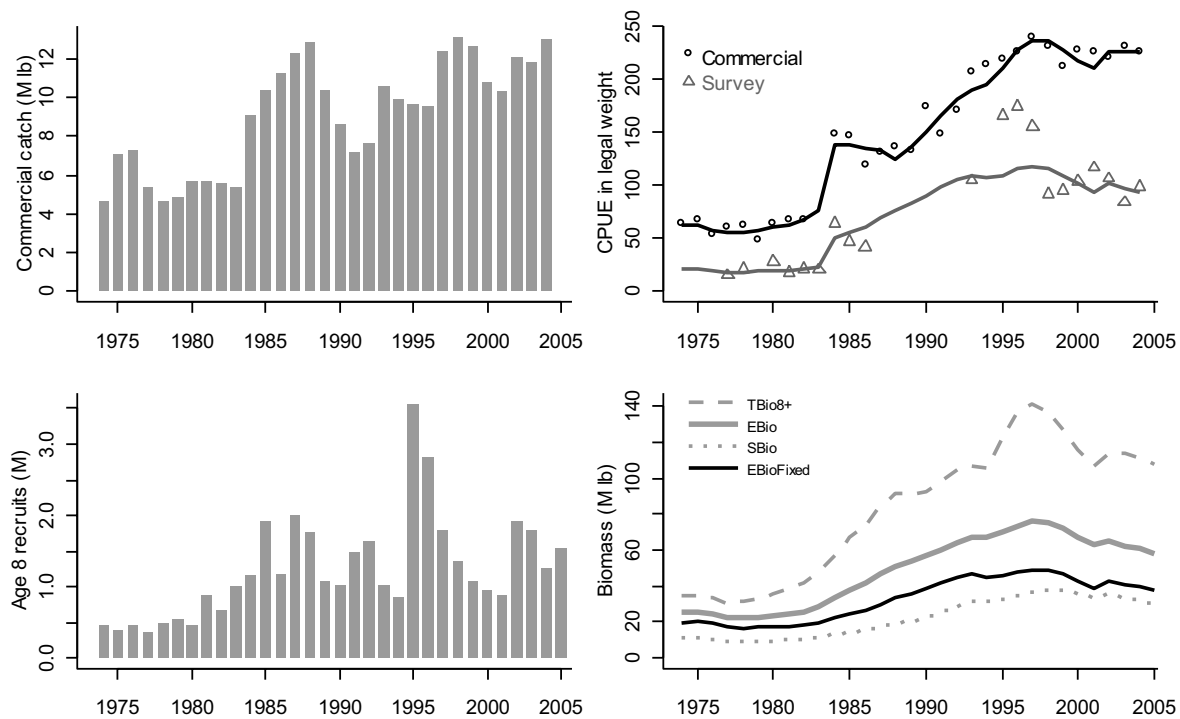 Commercial catch (M lb)
0
2
4
6
8
10
12
1975 1980 1985 1990 1995 2000 2005
CPUE in legal weight
0
50
100
150
200
250
Commercial
Survey
1975 1980 1985 1990 1995 2000 2005
Age 8 recruits (M)
0.0
1.0
2.0
3.0
1975 1980 1985 1990 1995 2000 2005
Biomass (M lb)
0
20
60
100
140
TBio8+
EBio
SBio
EBioFixed
1975 1980 1985 1990 1995 2000 2005